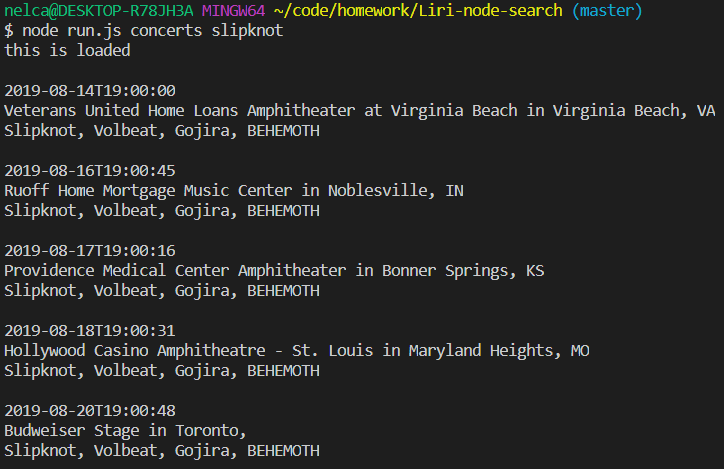 nelca@DESKTOP-R78JH3A MINGW64 ~/code/homework/Liri-node-search (master)
$ node run.js concerts slipknot
this is loaded
2019-08-14T19:00:00
Veterans United Home Loans Amphitheater at Virginia Beach in Virginia Beach, VA
Slipknot, Volbeat, Gojira, BEHEMOTH
2019-08-16T19:00:45
Ruoff Home Mortgage Music Center in Noblesville, IN
Slipknot, Volbeat, Gojira, BEHEMOTH
2019-08-17T19:00:16
Providence Medical Center Amphitheater in Bonner Springs, KS
Slipknot, Volbeat, Gojira, BEHEMOTH
2019-08-18T19:00:31
Hollywood Casino Amphitheatre - St. Louis in Maryland Heights, MO
Slipknot, Volbeat, Gojira, BEHEMOTH
2019-08-20T19:00:48
Budweiser Stage in Toronto,
Slipknot, Volbeat, Gojira, BEHEMOTH